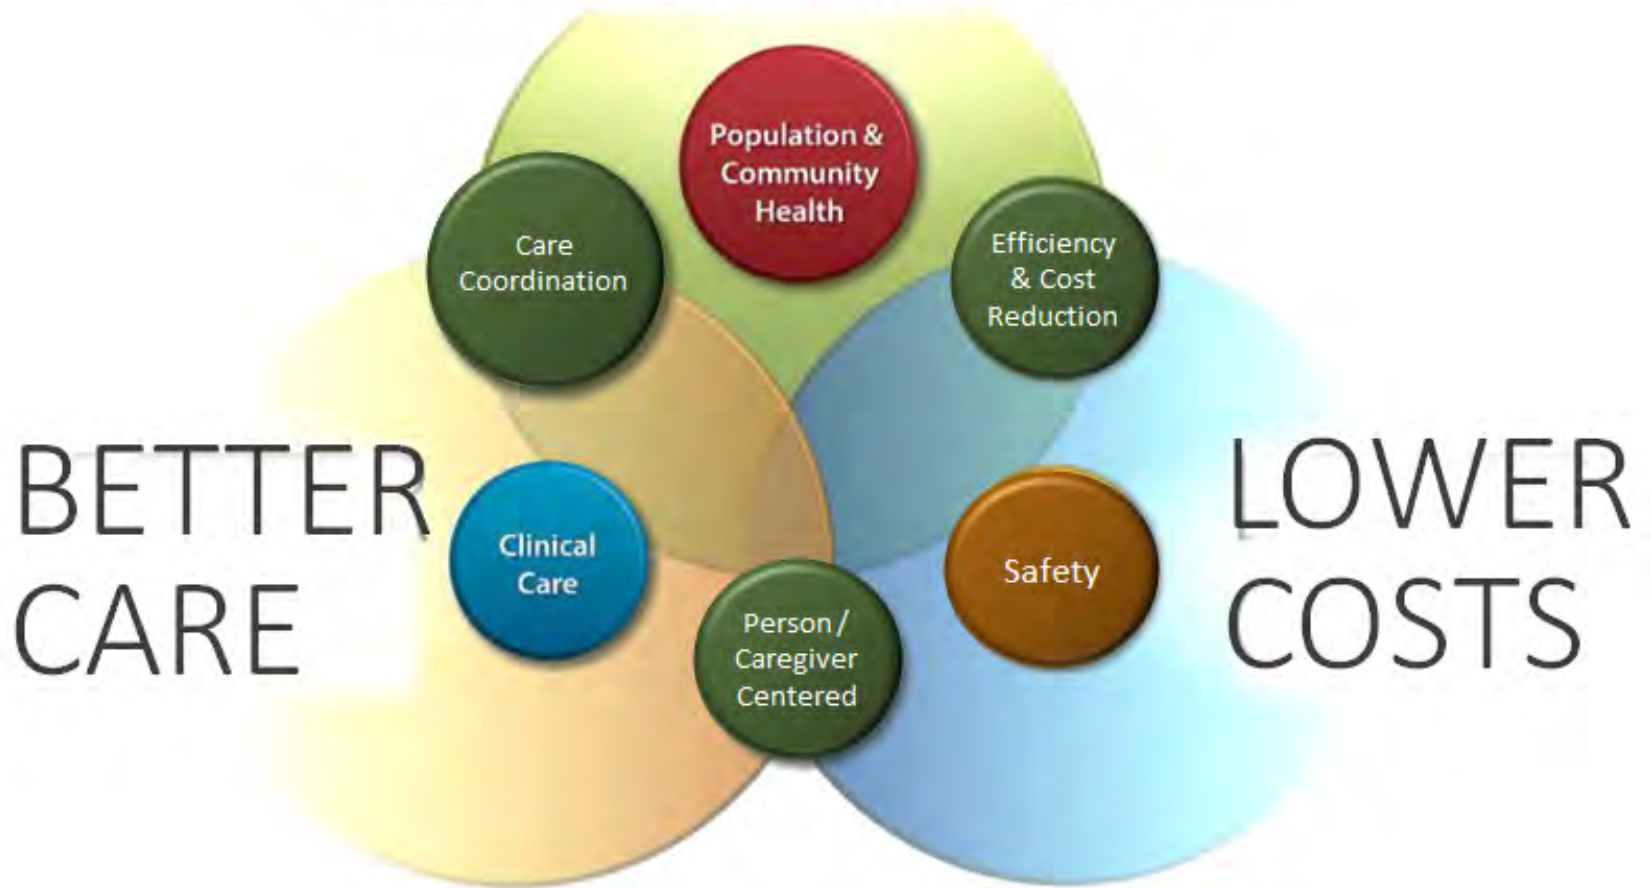 Population &
Community
Health
Care
Coordination
Efficiency
& Cost
Reduction
BETTER
CARE
LOWER
COSTS
Clinical
Care
Safety
Person /
Caregiver
Centered